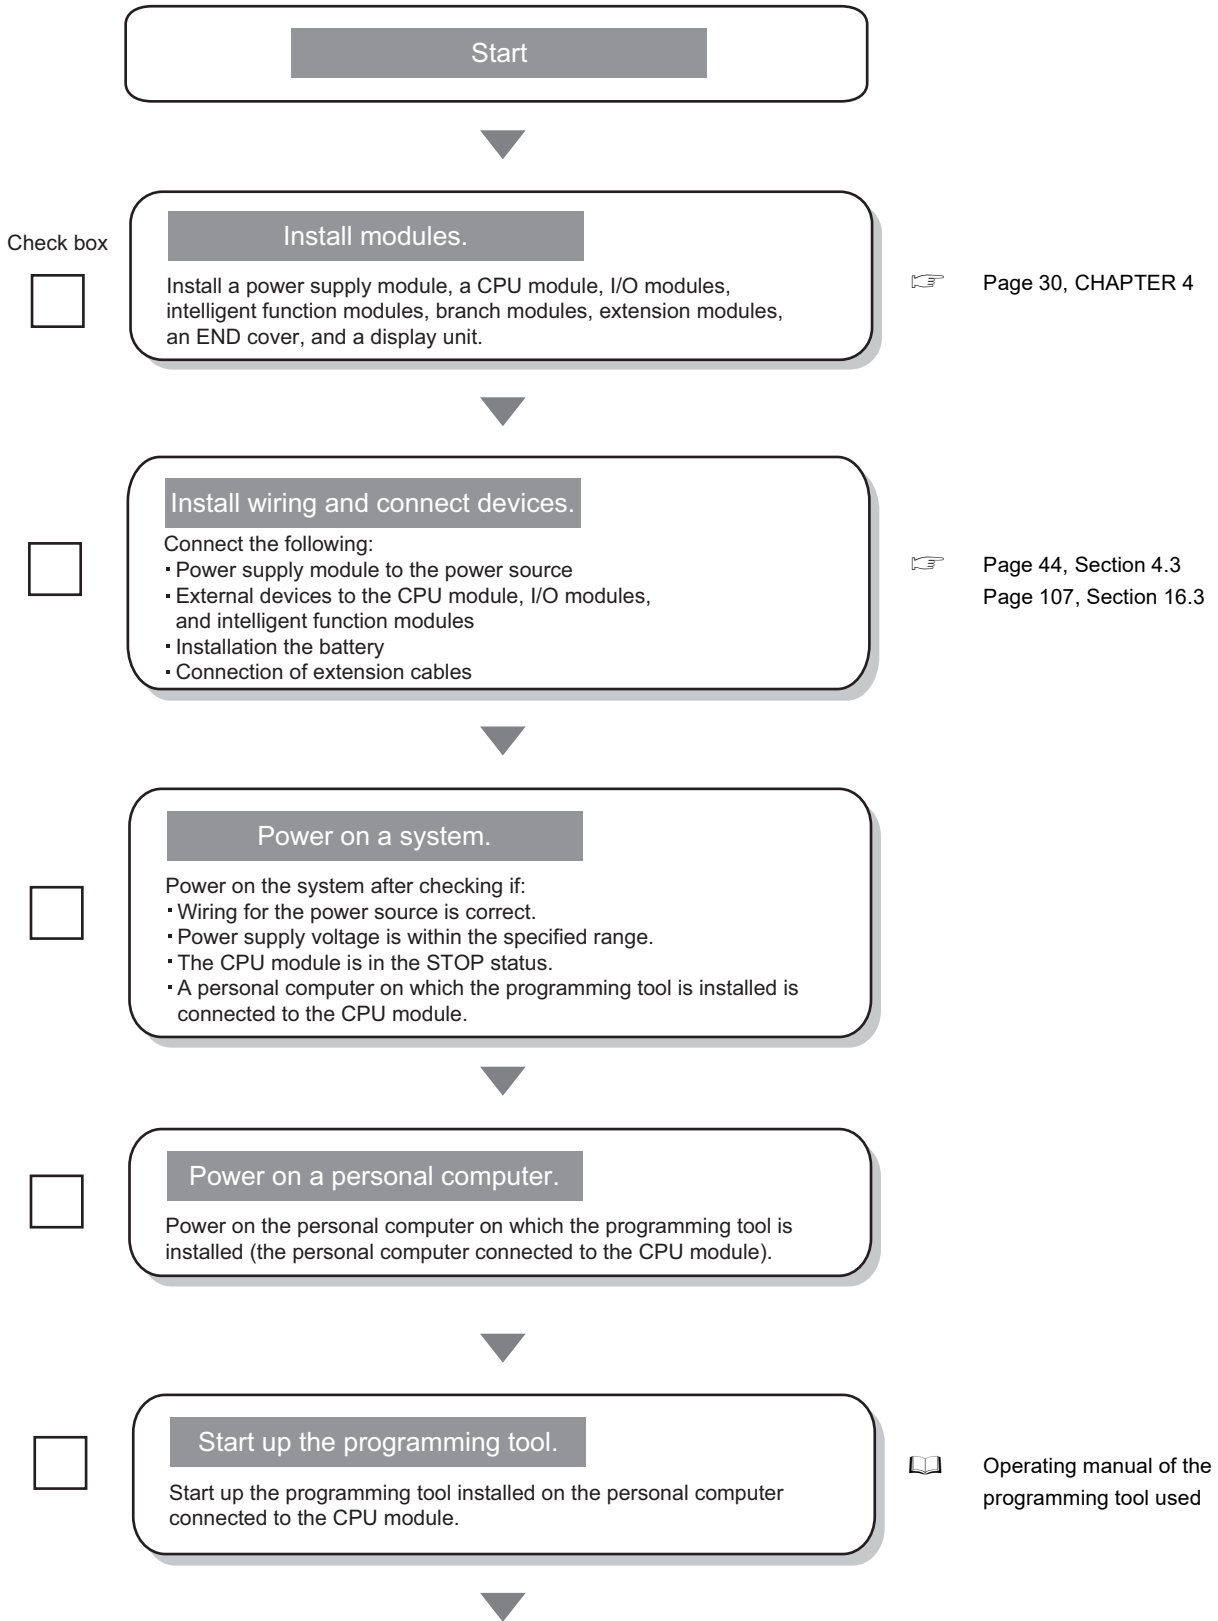 Start
Install modules.
Check box
Install a power supply module, a CPU module, I/O modules,
intelligent function modules, branch modules, extension modules,
an END cover, and a display unit.
Page 30, CHAPTER 4
Install wiring and connect devices.
Connect the following:
· Power supply module to the power source
· External devices to the CPU module, I/O modules,
and intelligent function modules
· Installation the battery
· Connection of extension cables
Page 44, Section 4.3
Page 107, Section 16.3
Power on a system.
Power on the system after checking if:
· Wiring for the power source is correct.
· Power supply voltage is within the specified range.
· The CPU module is in the STOP status.
· A personal computer on which the programming tool is installed is
connected to the CPU module.
Power on a personal computer.
Power on the personal computer on which the programming tool is
installed (the personal computer connected to the CPU module).
Start up the programming tool.
Start up the programming tool installed on the personal computer
connected to the CPU module.
Operating manual of the
programming tool used